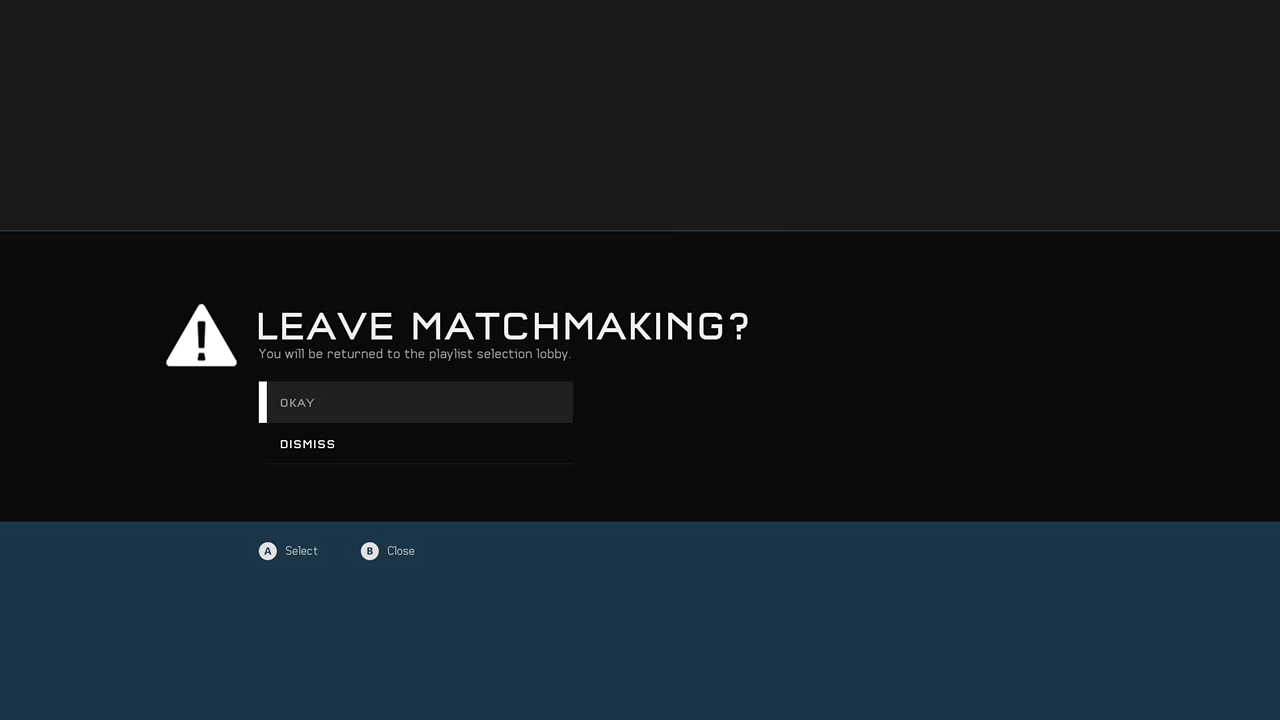 LEAVE MATCHMAKING?
You will be returned to the playlist selection lobby.
OKAY
DISMISS
A Select B Close